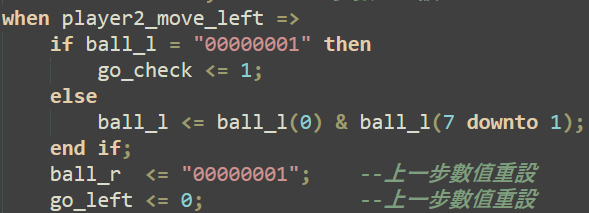 when player2_move_left =>
if ball_l = "00000001" then
go_check <= 1;
else
ball_l <= ball_l(0) & ball_l(7 downto 1);
end if;
ball_r  <= "00000001";    --上一步數值重設
go_left <= 0;             --上一步數值重設